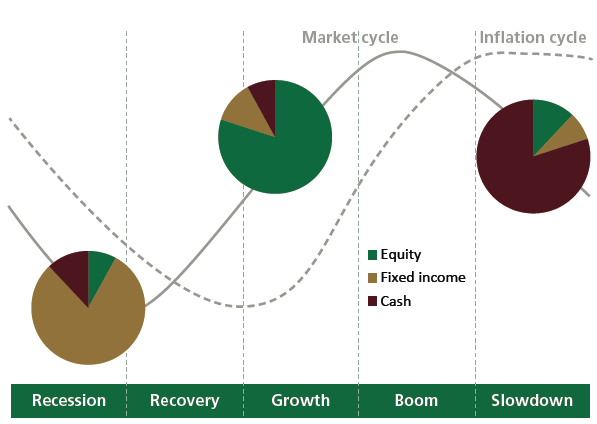 Market cycle
Inflation cycle
Equity
Fixed income
Cash
Recession
Recovery
Growth
Boom
Slowdown